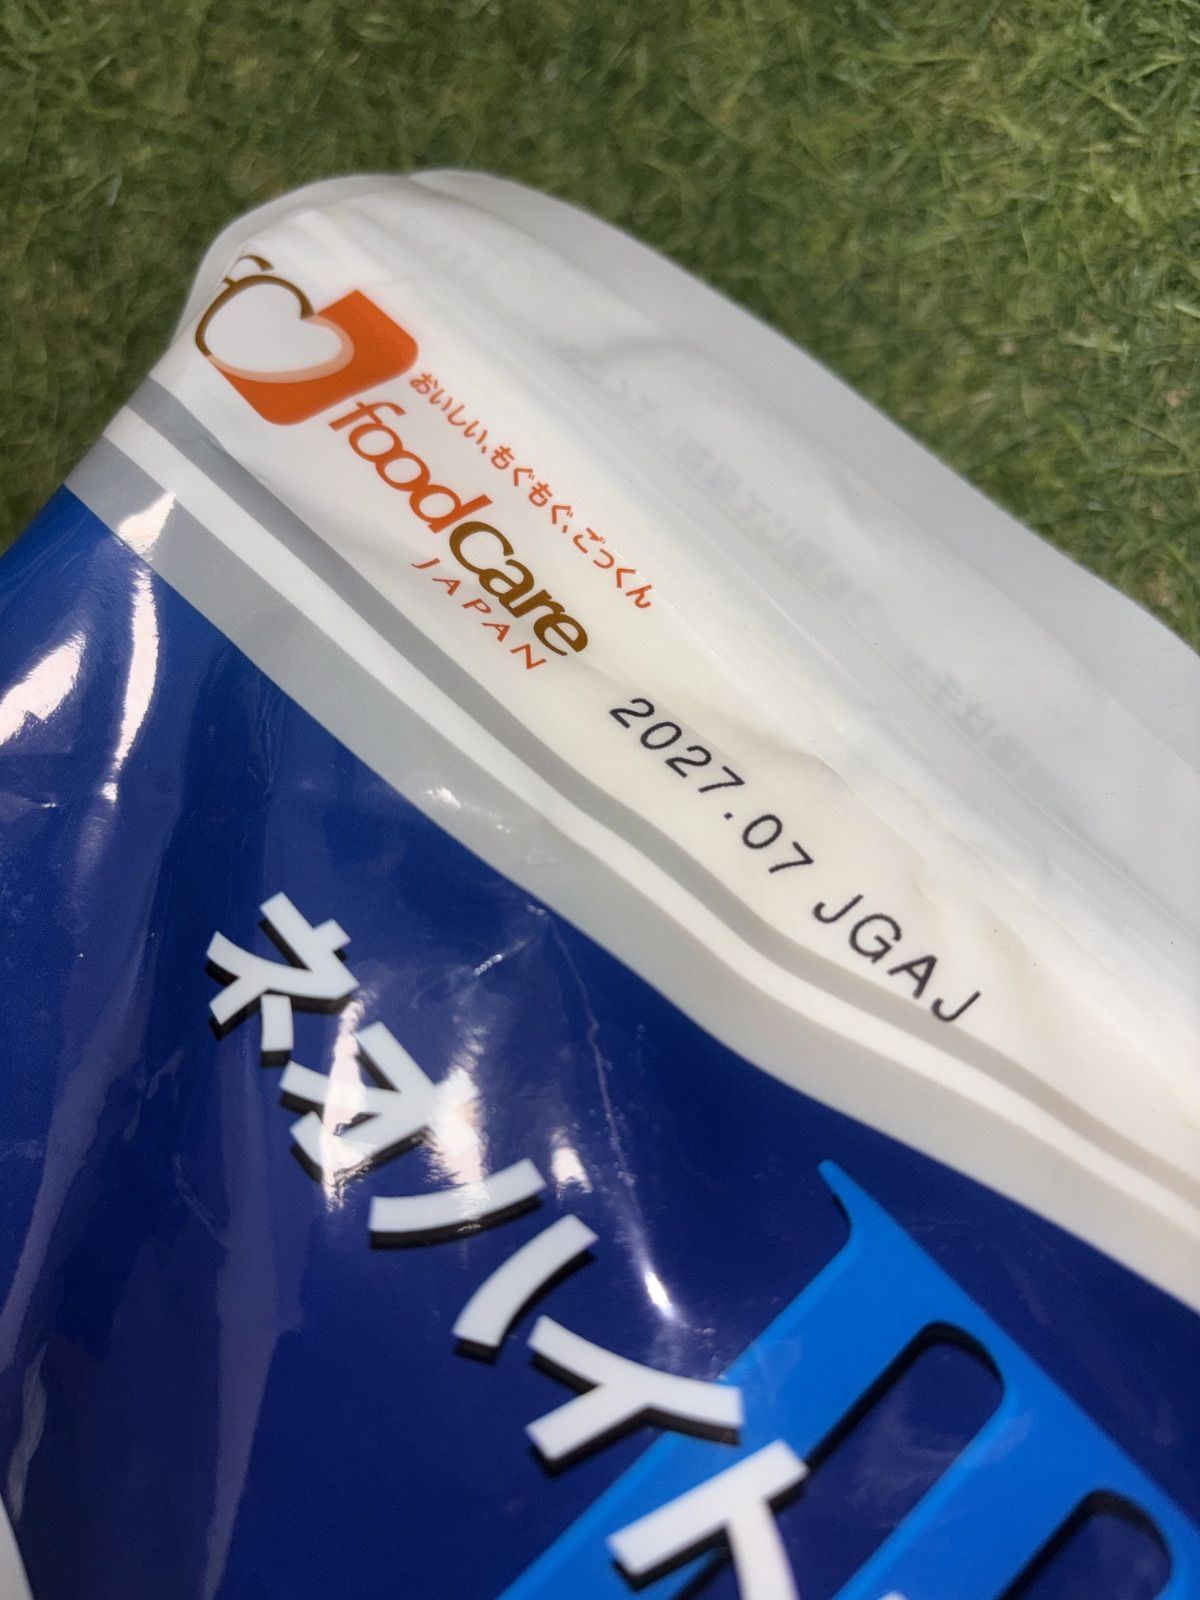 おいしい、もぐもぐ、ごっくん
foodcare
JAPAN
2027.07 JGAJ
ネオハイト